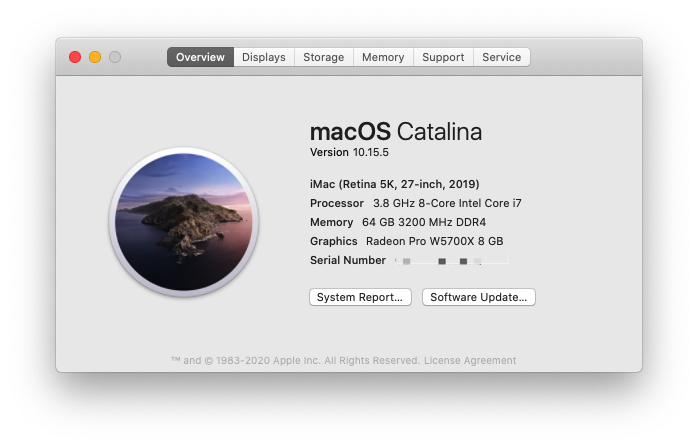 Overview Displays Storage Memory Support Service
macOS Catalina
Version 10.15.5
iMac (Retina 5K, 27-inch, 2019)
Processor 3.8 GHz 8-Core Intel Core i7
Memory 64 GB 3200 MHz DDR4
Graphics Radeon Pro W5700X 8 GB
Serial Number
System Report... Software Update...
™ and © 1983-2020 Apple Inc. All Rights Reserved. License Agreement